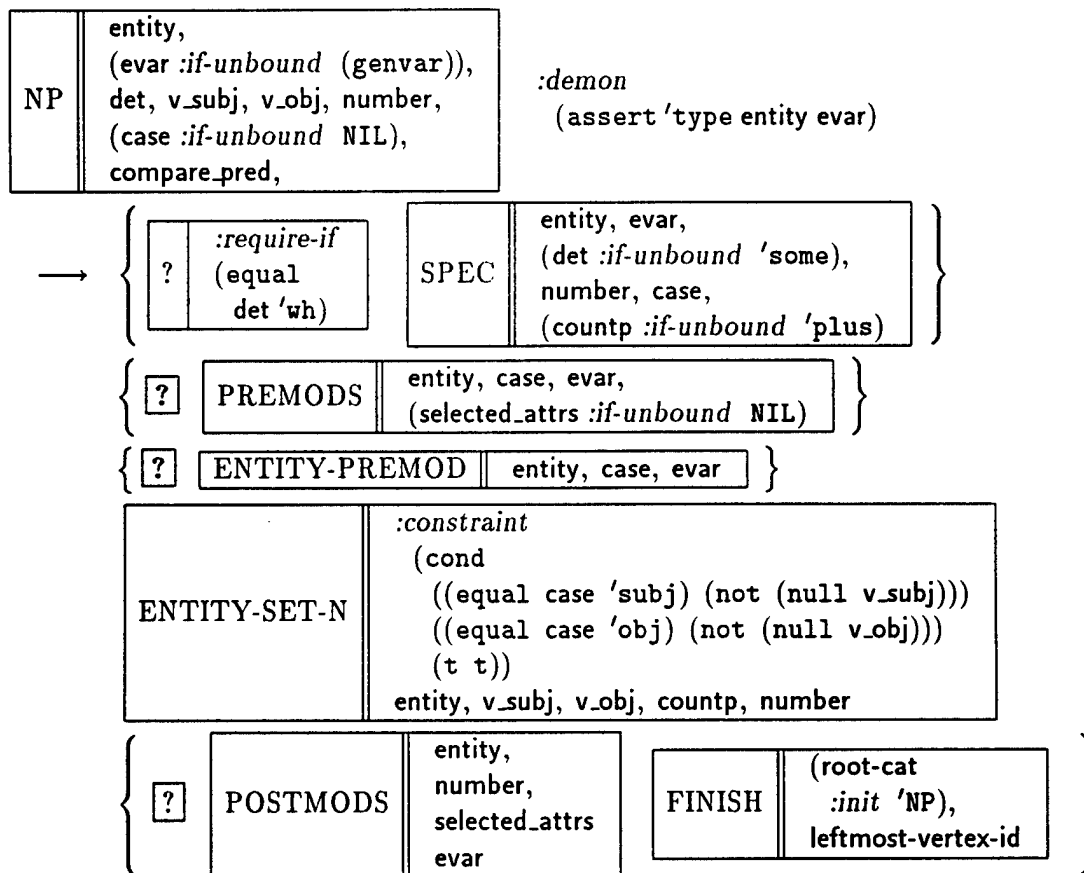 NP
entity,
(evar :if-unbound (genvar)),
det, v_subj, v_obj, number,
(case :if-unbound NIL),
compare_pred,
:demon
(assert 'type entity evar)
⟶ { ? :require-if
(equal
det 'wh)
SPEC
entity, evar,
(det :if-unbound 'some),
number, case,
(countp :if-unbound 'plus) }
{ ? PREMODS
entity, case, evar,
(selected_attrs :if-unbound NIL) }
{ ? ENTITY-PREMOD entity, case, evar }
ENTITY-SET-N
:constraint
(cond
((equal case 'subj) (not (null v_subj)))
((equal case 'obj) (not (null v_obj)))
(t t))
entity, v_subj, v_obj, countp, number
{ ? POSTMODS
entity,
number,
selected_attrs
evar
FINISH
(root-cat
:init 'NP),
leftmost-vertex-id }